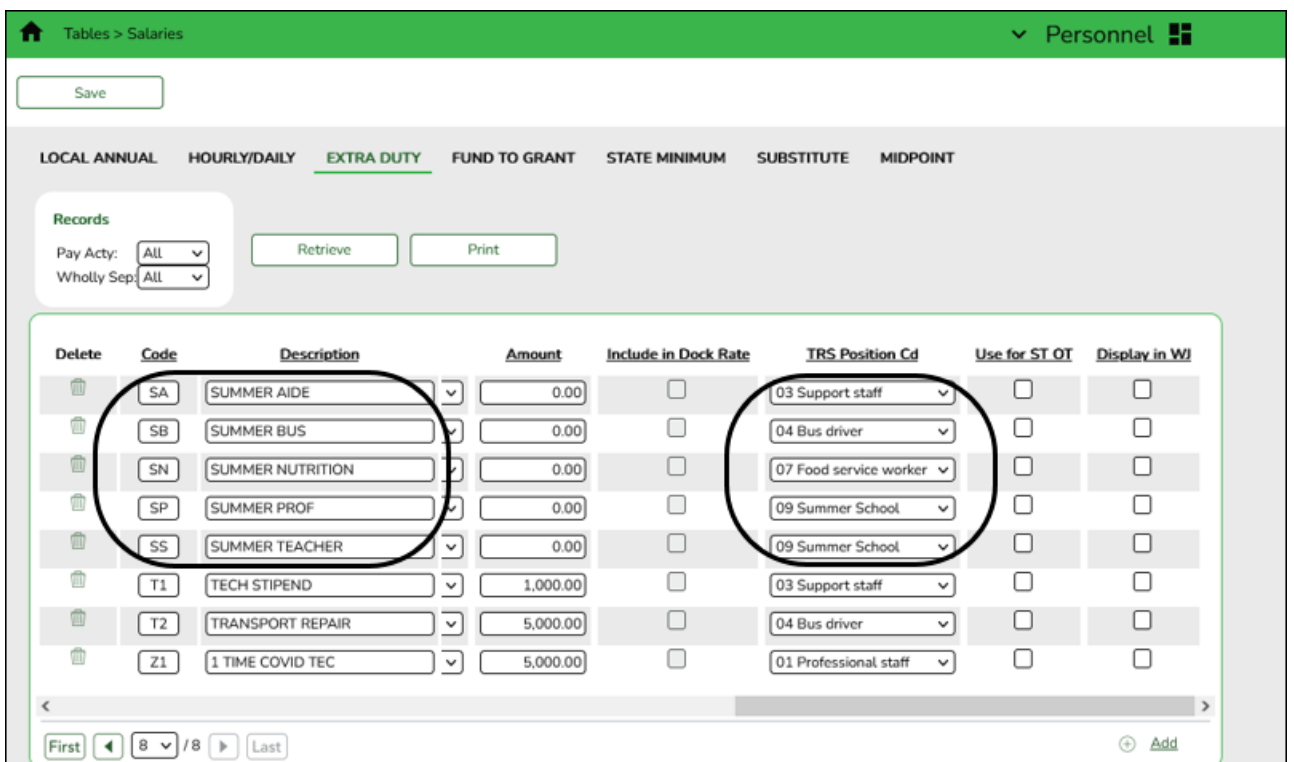 Tables > Salaries Personnel
Save
LOCAL ANNUAL HOURLY/DAILY EXTRA DUTY FUND TO GRANT STATE MINIMUM SUBSTITUTE MIDPOINT
Records
Pay Acty: All Retrieve Print
Wholly Sep: All
Delete Code Description Amount Include in Dock Rate TRS Position Cd Use for ST OT Display in WJ
SA SUMMER AIDE 0.00 03 Support staff
SB SUMMER BUS 0.00 04 Bus driver
SN SUMMER NUTRITION 0.00 07 Food service worker
SP SUMMER PROF 0.00 09 Summer School
SS SUMMER TEACHER 0.00 09 Summer School
T1 TECH STIPEND 1,000.00 03 Support staff
T2 TRANSPORT REPAIR 5,000.00 04 Bus driver
Z1 1 TIME COVID TEC 5,000.00 01 Professional staff
First 8 / 8 Last Add